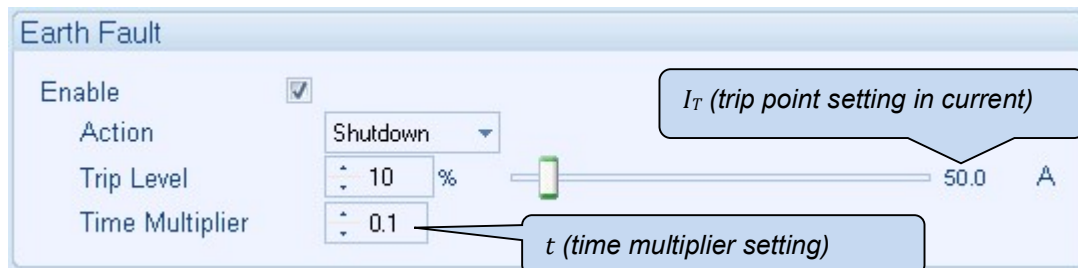 Earth Fault
Enable
I_T (trip point setting in current)
Action Shutdown
Trip Level 10 % 50.0 A
Time Multiplier 0.1
t (time multiplier setting)